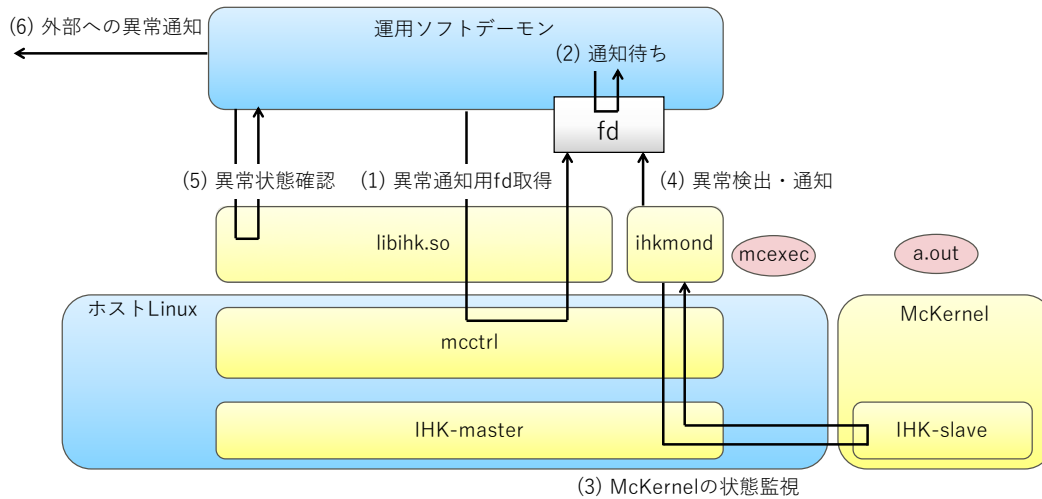 (6) 外部への異常通知
運用ソフトデーモン
(2) 通知待ち
fd
(5) 異常状態確認
(1) 異常通知用fd取得
(4) 異常検出・通知
libihk.so
ihkmond
mcexec
a.out
ホストLinux
McKernel
mcctrl
IHK-master
IHK-slave
(3) McKernelの状態監視